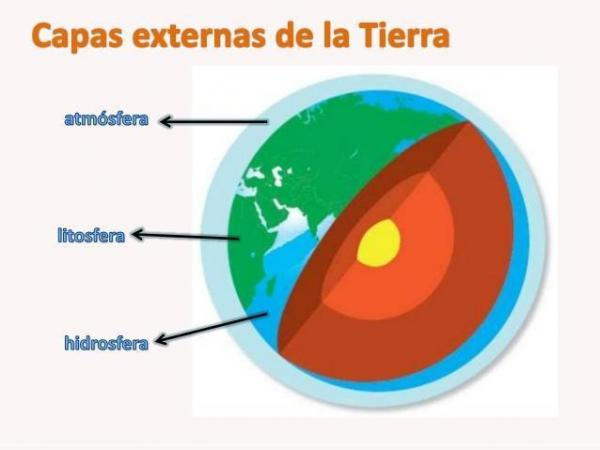 Capas externas de la Tierra
atmósfera
litosfera
hidrosfera